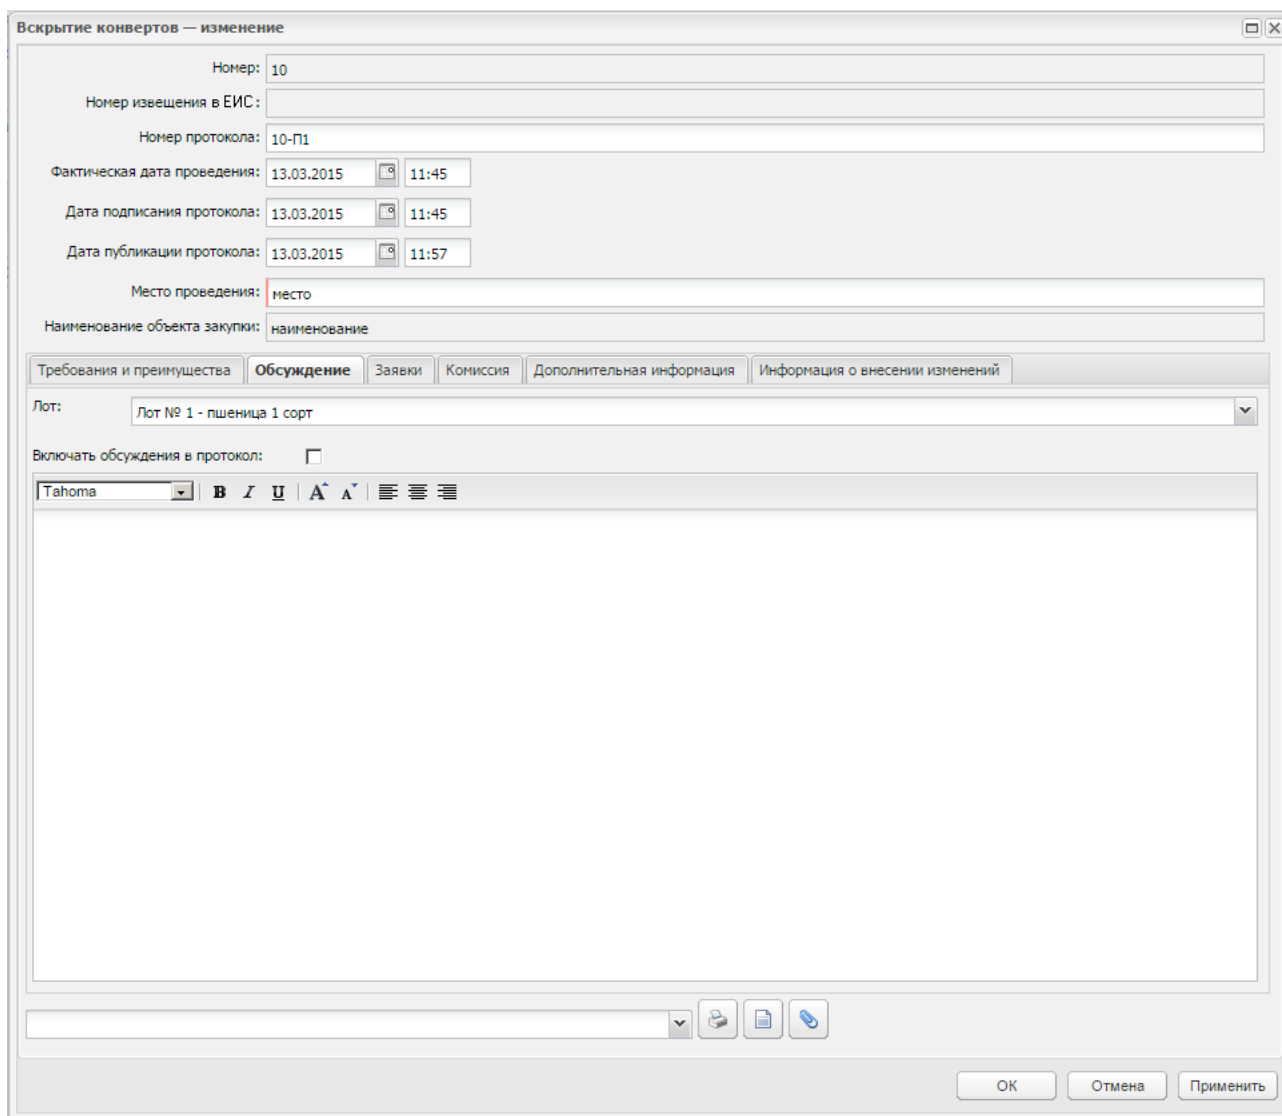 Вскрытие конвертов — изменение
Номер: 10
Номер извещения в ЕИС:
Номер протокола: 10-П1
Фактическая дата проведения: 13.03.2015 11:45
Дата подписания протокола: 13.03.2015 11:45
Дата публикации протокола: 13.03.2015 11:57
Место проведения: место
Наименование объекта закупки: наименование
Требования и преимущества Обсуждение Заявки Комиссия Дополнительная информация Информация о внесении изменений
Лот: Лот № 1 - пшеница 1 сорт
Включать обсуждения в протокол:
Tahoma B I U A A
ОК Отмена Применить